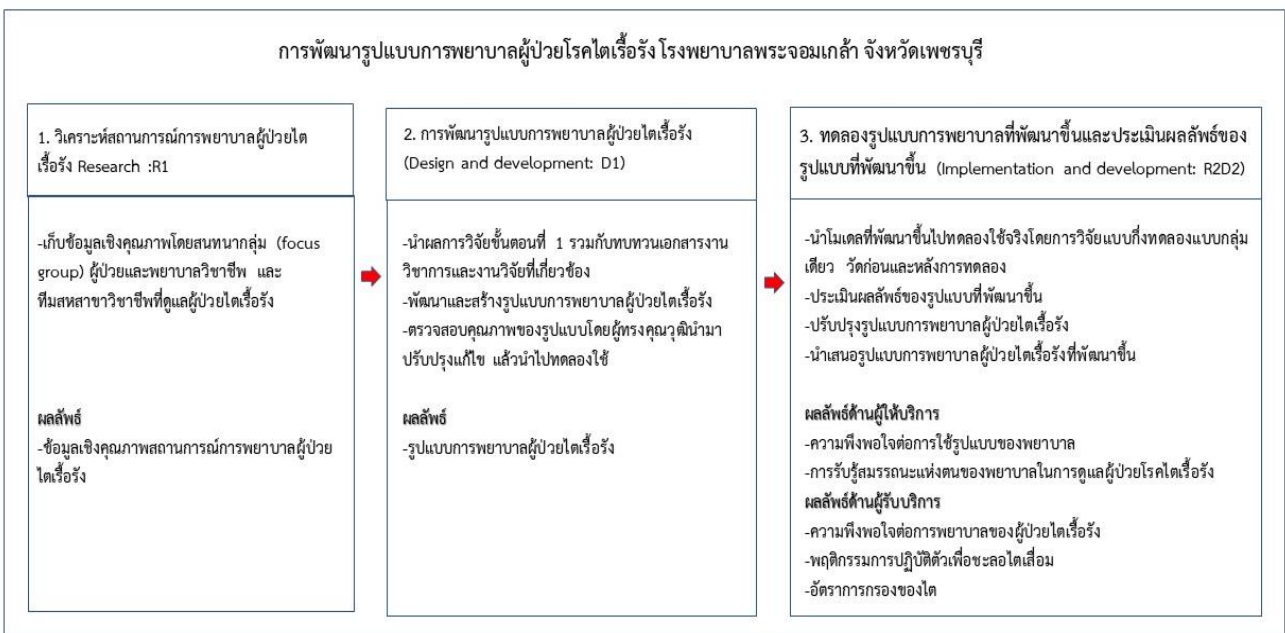 การพัฒนารูปแบบการพยาบาลผู้ป่วยโรคไตเรื้อรัง โรงพยาบาลพระจอมเกล้า จังหวัดเพชรบุรี
1. วิเคราะห์สถานการณ์การพยาบาลผู้ป่วยไต
เรื้อรัง Research :R1
-เก็บข้อมูลเชิงคุณภาพโดยสนทนากลุ่ม (focus
group) ผู้ป่วยและพยาบาลวิชาชีพ และ
ทีมสหสาขาวิชาชีพที่ดูแลผู้ป่วยไตเรื้อรัง
ผลลัพธ์
-ข้อมูลเชิงคุณภาพสถานการณ์การพยาบาลผู้ป่วย
ไตเรื้อรัง
2. การพัฒนารูปแบบการพยาบาลผู้ป่วยไตเรื้อรัง
(Design and development: D1)
-นำผลการวิจัยขั้นตอนที่ 1 รวมกับทบทวนเอกสารงาน
วิชาการและงานวิจัยที่เกี่ยวข้อง
-พัฒนาและสร้างรูปแบบการพยาบาลผู้ป่วยไตเรื้อรัง
-ตรวจสอบคุณภาพของรูปแบบโดยผู้ทรงคุณวุฒินำมา
ปรับปรุงแก้ไข แล้วนำไปทดลองใช้
ผลลัพธ์
-รูปแบบการพยาบาลผู้ป่วยไตเรื้อรัง
3. ทดลองรูปแบบการพยาบาลที่พัฒนาขึ้นและประเมินผลลัพธ์ของ
รูปแบบที่พัฒนาขึ้น (Implementation and development: R2D2)
-นำโมเดลที่พัฒนาขึ้นไปทดลองใช้จริงโดยการวิจัยแบบกึ่งทดลองแบบกลุ่ม
เดียว วัดก่อนและหลังการทดลอง
-ประเมินผลลัพธ์ของรูปแบบที่พัฒนาขึ้น
-ปรับปรุงรูปแบบการพยาบาลผู้ป่วยไตเรื้อรัง
-นำเสนอรูปแบบการพยาบาลผู้ป่วยไตเรื้อรังที่พัฒนาขึ้น
ผลลัพธ์ด้านผู้ให้บริการ
-ความพึงพอใจต่อการใช้รูปแบบของพยาบาล
-การรับรู้สมรรถนะแห่งตนของพยาบาลในการดูแลผู้ป่วยโรคไตเรื้อรัง
ผลลัพธ์ด้านผู้รับบริการ
-ความพึงพอใจต่อการพยาบาลของผู้ป่วยไตเรื้อรัง
-พฤติกรรมการปฏิบัติตัวเพื่อชะลอไตเสื่อม
-อัตราการกรองของไต